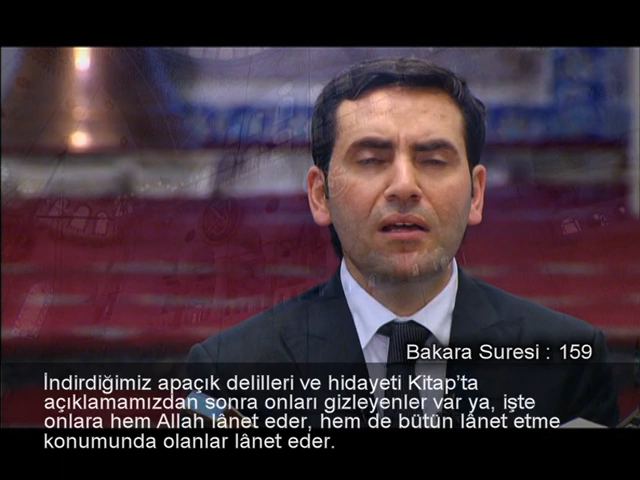 Bakara Suresi : 159
İndirdiğimiz apaçık delilleri ve hidayeti Kitap'ta
açıklamamızdan sonra onları gizleyenler var ya, işte
onlara hem Allah lânet eder, hem de bütün lânet etme
konumunda olanlar lânet eder.